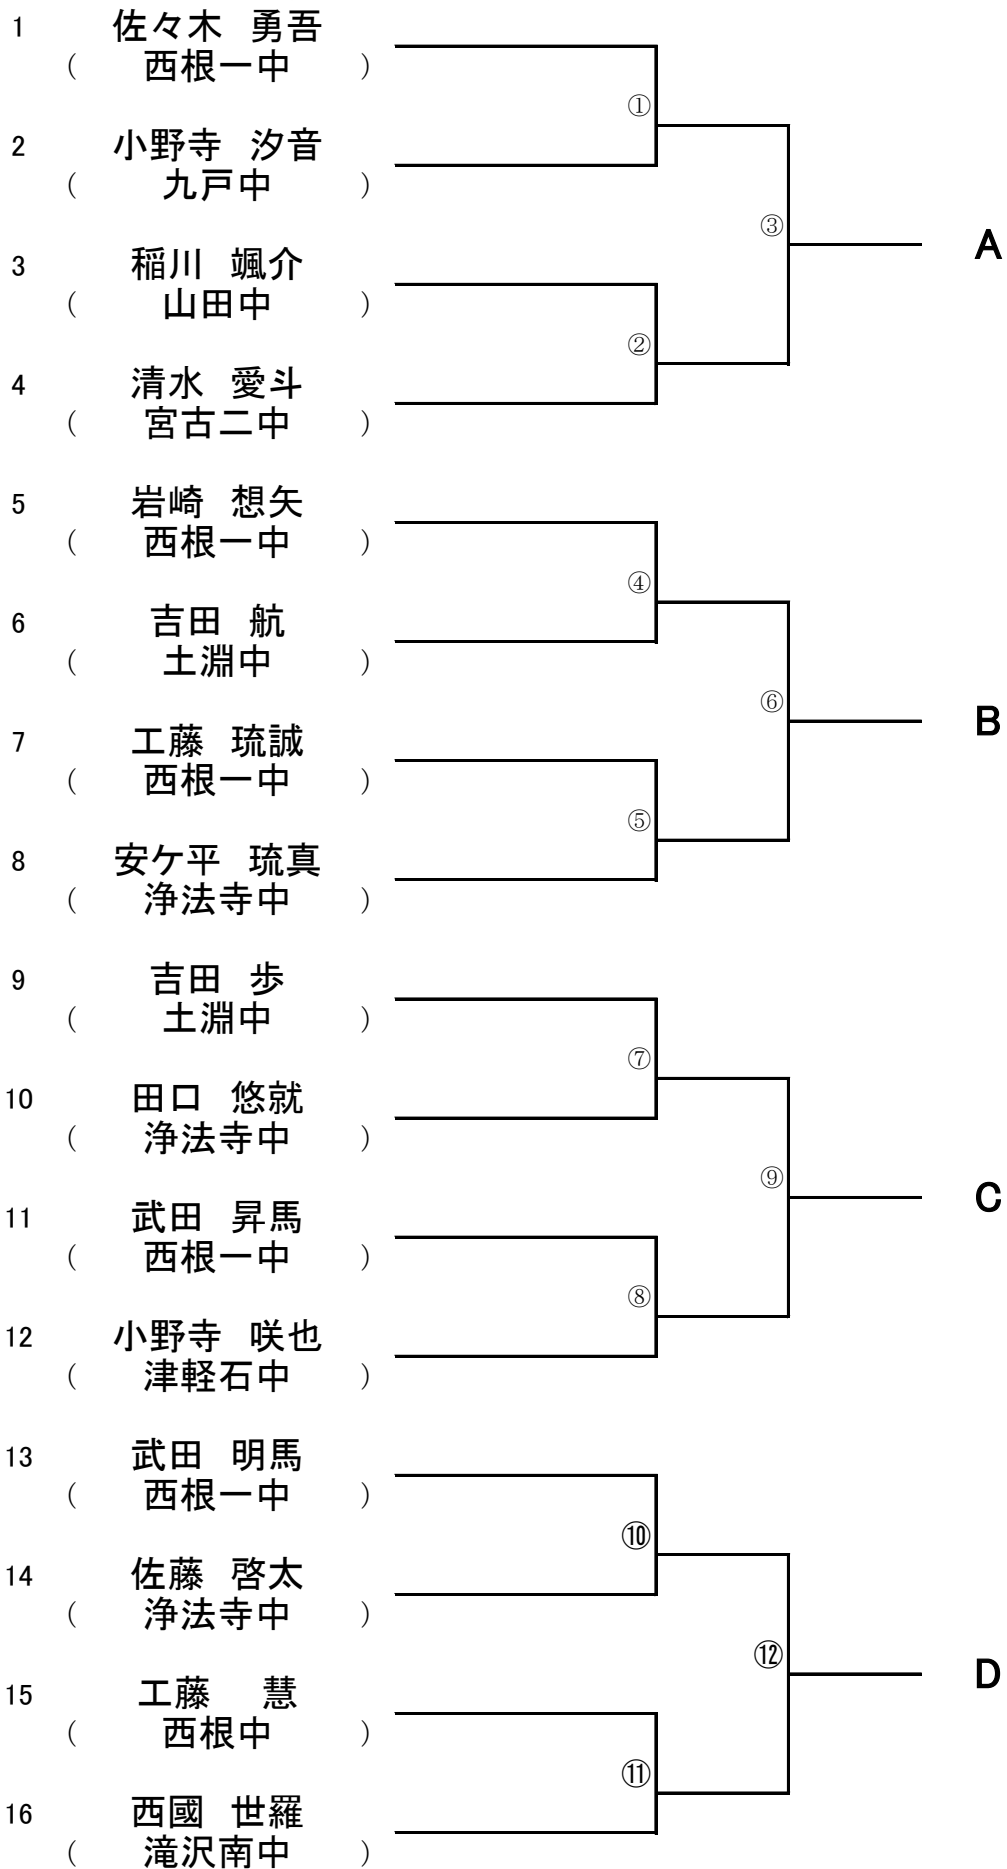 1 佐々木 勇吾
( 西根一中 )
①
2 小野寺 汐音
( 九戸中 )
③ A
3 稲川 颯介
( 山田中 )
②
4 清水 愛斗
( 宮古二中 )
5 岩崎 想矢
( 西根一中 )
④
6 吉田 航
( 土淵中 )
⑥ B
7 工藤 琉誠
( 西根一中 )
⑤
8 安ケ平 琉真
( 浄法寺中 )
9 吉田 歩
( 土淵中 )
⑦
10 田口 悠就
( 浄法寺中 )
⑨ C
11 武田 昇馬
( 西根一中 )
⑧
12 小野寺 咲也
( 津軽石中 )
13 武田 明馬
( 西根一中 )
⑩
14 佐藤 啓太
( 浄法寺中 )
⑫ D
15 工藤 慧
( 西根中 )
⑪
16 西國 世羅
( 滝沢南中 )